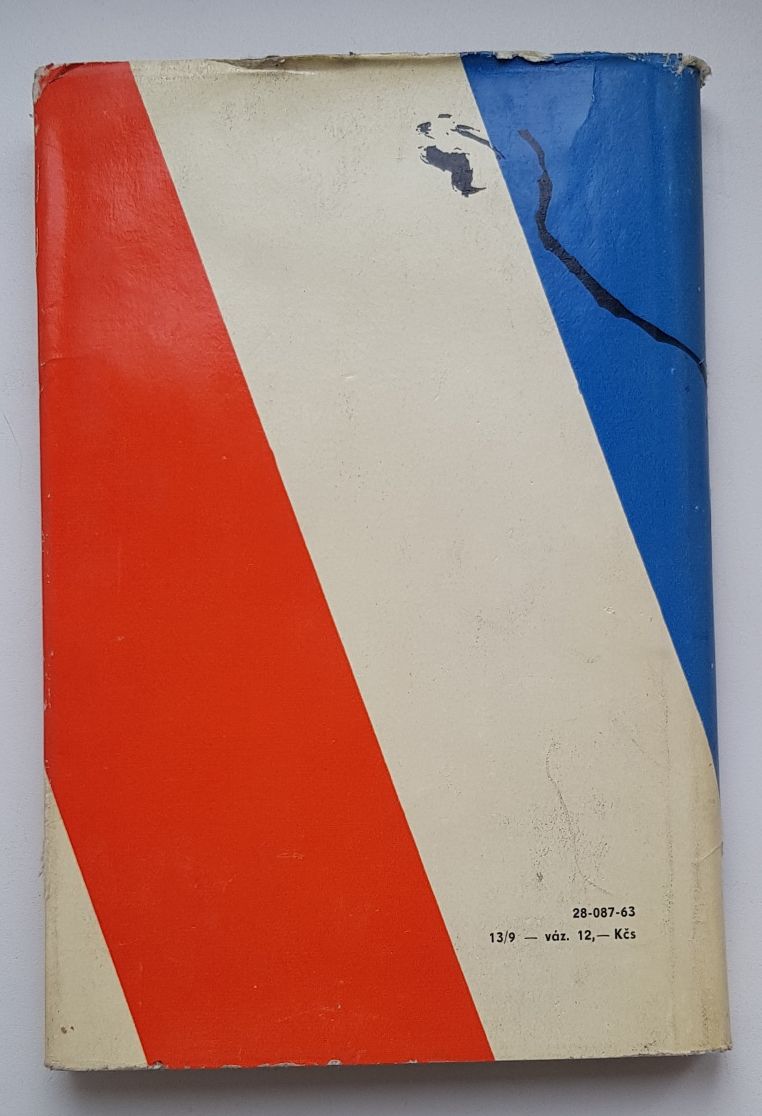 28-087-63
13/9 — váz. 12,— Kčs